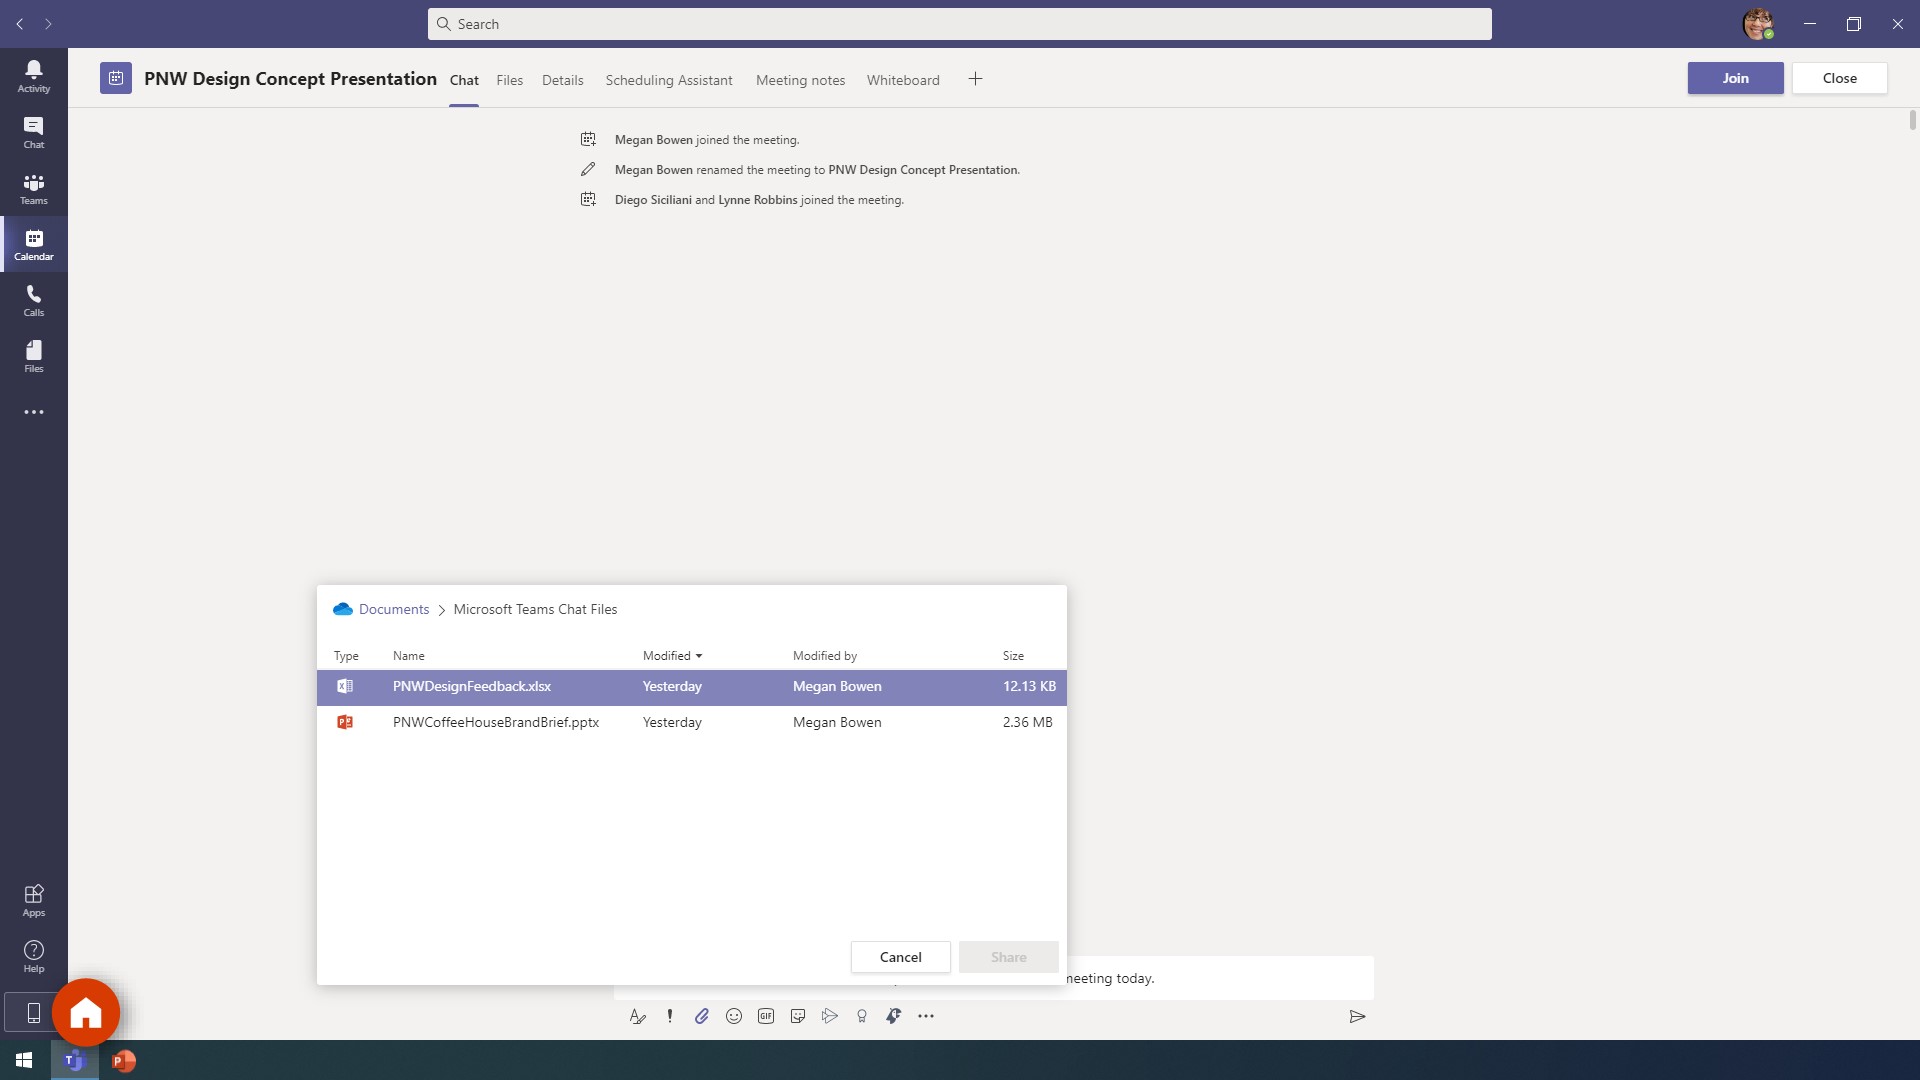 Search
Activity
Chat
Teams
Calendar
Calls
Files
Apps
Help
PNW Design Concept Presentation Chat Files Details Scheduling Assistant Meeting notes Whiteboard
Join Close
Megan Bowen joined the meeting.
Megan Bowen renamed the meeting to PNW Design Concept Presentation.
Diego Siciliani and Lynne Robbins joined the meeting.
Documents > Microsoft Teams Chat Files
Type Name Modified Modified by Size
PNWDesignFeedback.xlsx Yesterday Megan Bowen 12.13 KB
PNWCoffeeHouseBrandBrief.pptx Yesterday Megan Bowen 2.36 MB
Cancel Share
meeting today.
GIF